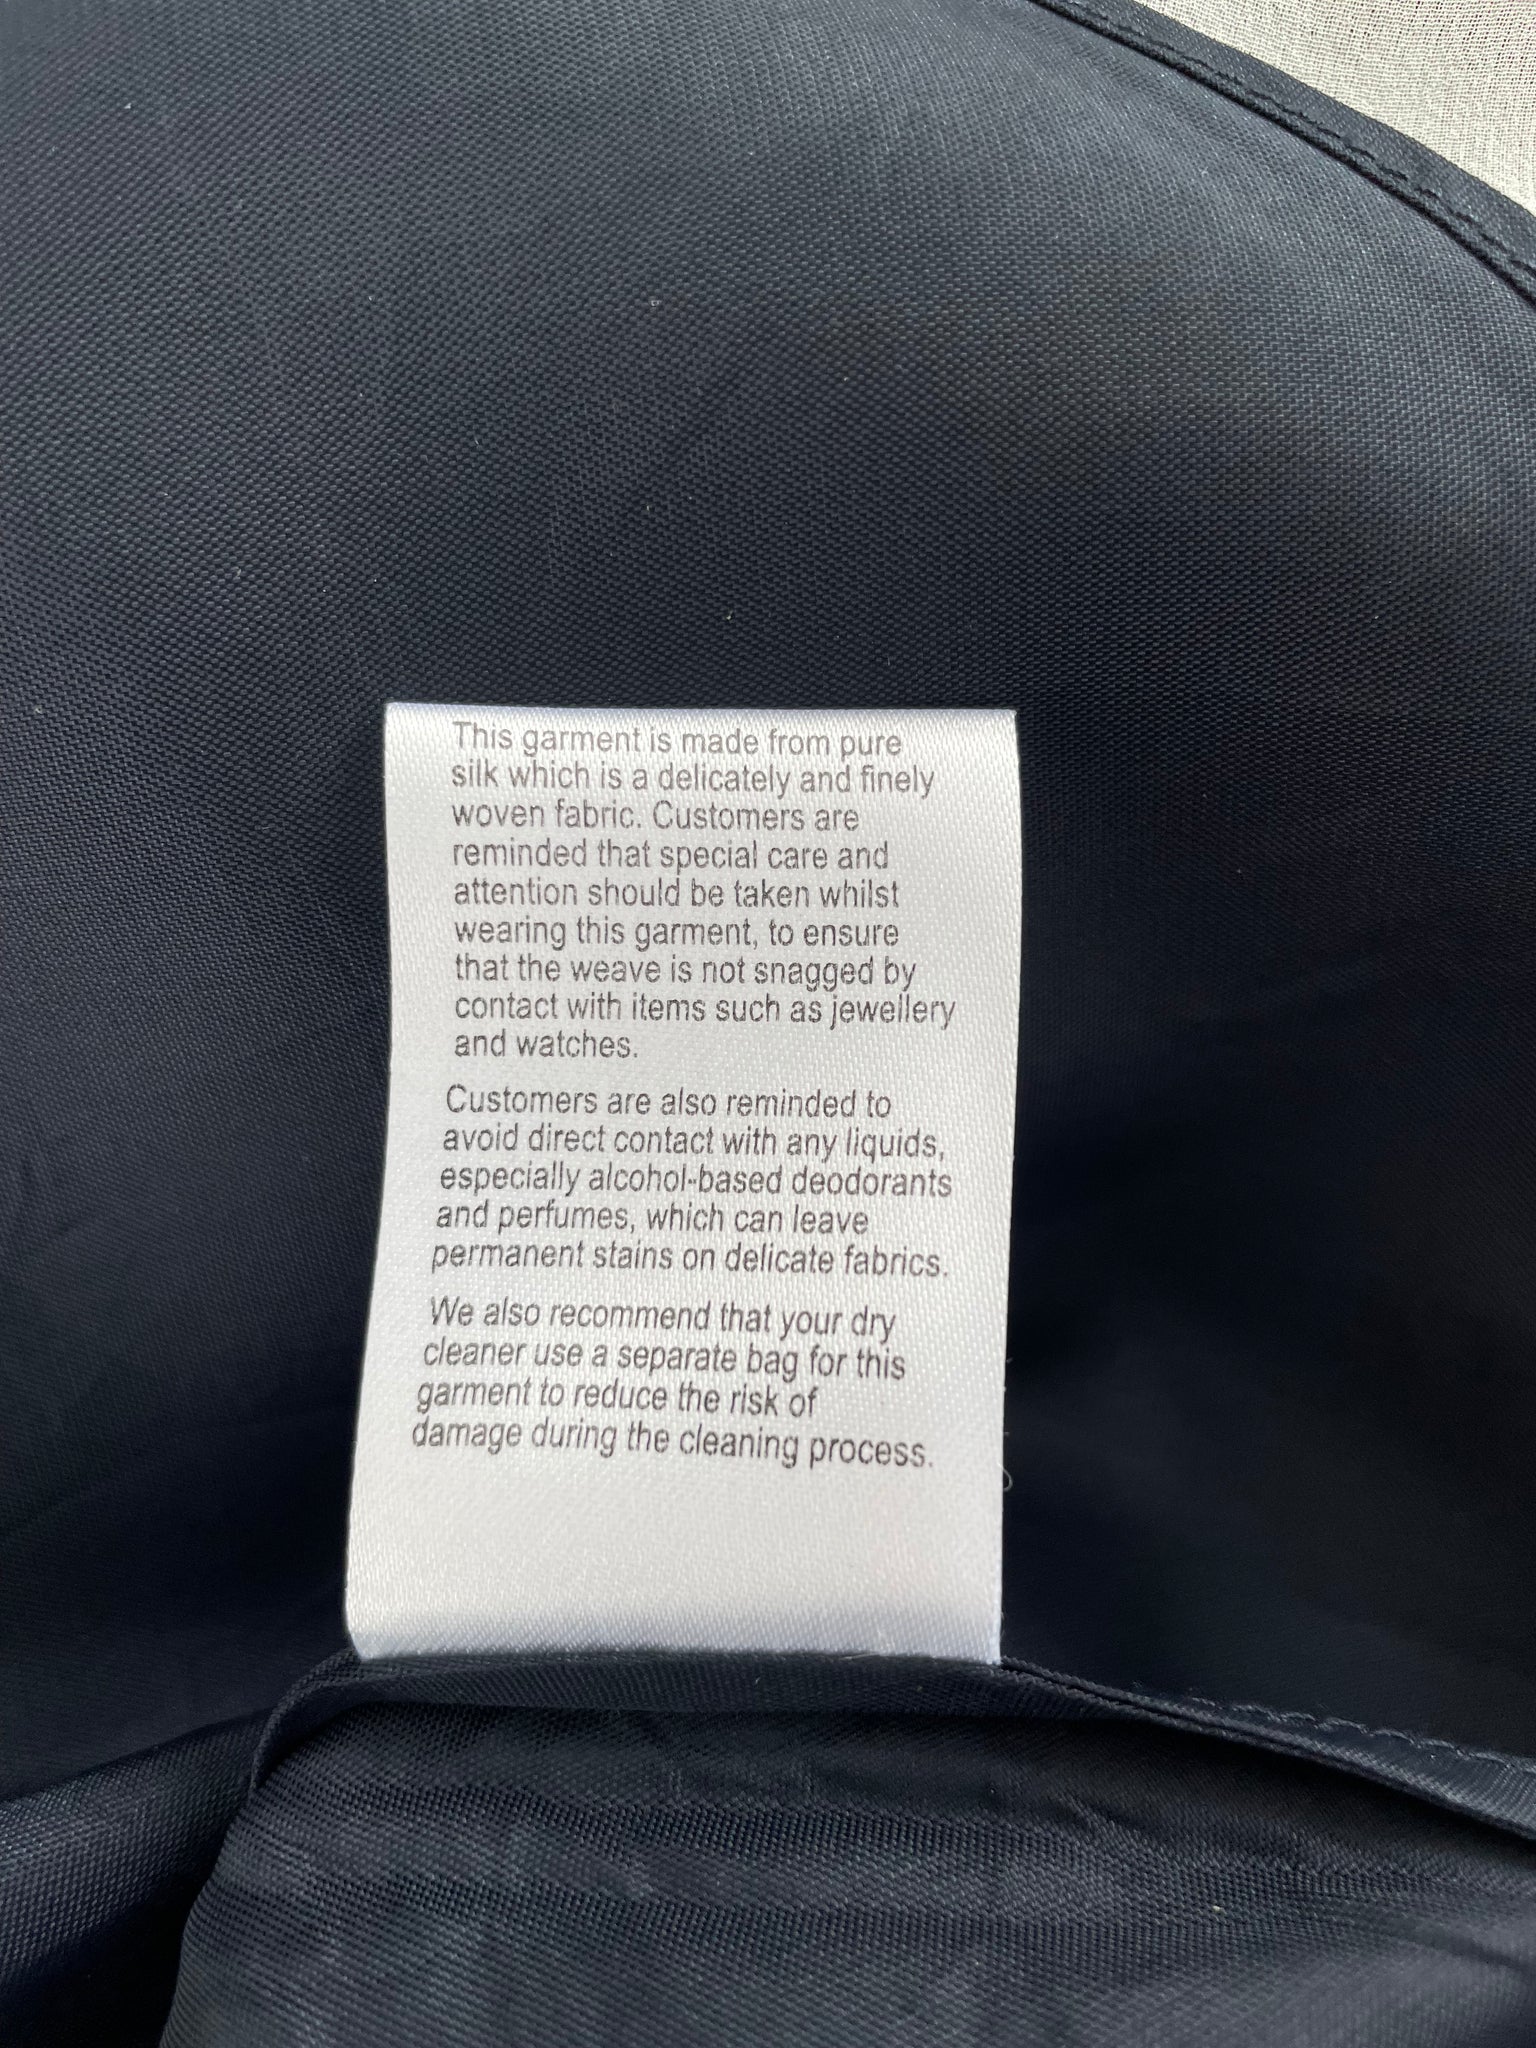 This garment is made from pure
silk which is a delicately and finely
woven fabric. Customers are
reminded that special care and
attention should be taken whilst
wearing this garment, to ensure
that the weave is not snagged by
contact with items such as jewellery
and watches.
Customers are also reminded to
avoid direct contact with any liquids,
especially alcohol-based deodorants
and perfumes, which can leave
permanent stains on delicate fabrics.
We also recommend that your dry
cleaner use a separate bag for this
garment to reduce the risk of
damage during the cleaning process.